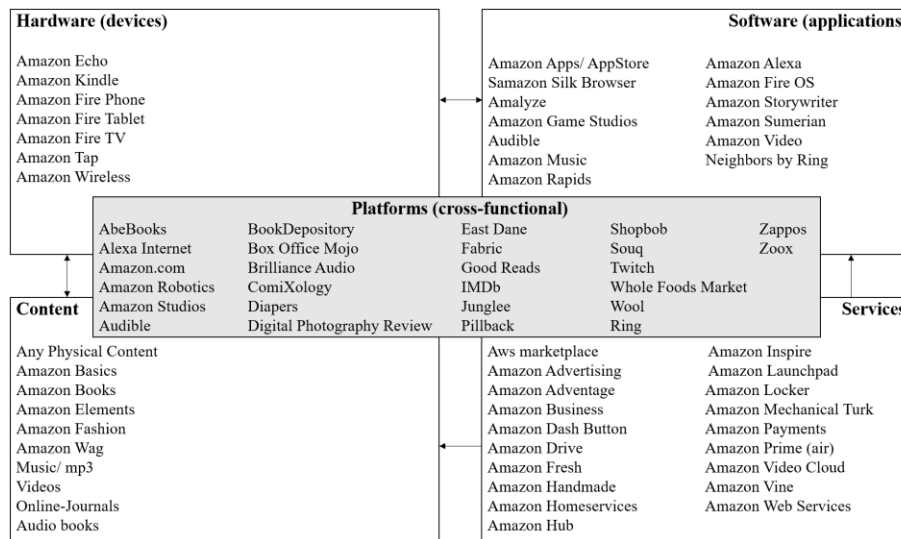 Hardware (devices)
Amazon Echo
Amazon Kindle
Amazon Fire Phone
Amazon Fire Tablet
Amazon Fire TV
Amazon Tap
Amazon Wireless
Software (applications
Amazon Apps/ AppStore
Samazon Silk Browser
Amalyze
Amazon Game Studios
Audible
Amazon Music
Amazon Rapids
Amazon Alexa
Amazon Fire OS
Amazon Storywriter
Amazon Sumerian
Amazon Video
Neighbors by Ring
Platforms (cross-functional)
AbeBooks
Alexa Internet
Amazon.com
Amazon Robotics
Amazon Studios
Audible
BookDepository
Box Office Mojo
Brilliance Audio
ComiXology
Diapers
Digital Photography Review
East Dane
Fabric
Good Reads
IMDb
Junglee
Pillback
Shopbob
Souq
Twitch
Whole Foods Market
Wool
Ring
Zappos
Zoox
Content
Any Physical Content
Amazon Basics
Amazon Books
Amazon Elements
Amazon Fashion
Amazon Wag
Music/ mp3
Videos
Online-Journals
Audio books
Services
Aws marketplace
Amazon Advertising
Amazon Adventage
Amazon Business
Amazon Dash Button
Amazon Drive
Amazon Fresh
Amazon Handmade
Amazon Homeservices
Amazon Hub
Amazon Inspire
Amazon Launchpad
Amazon Locker
Amazon Mechanical Turk
Amazon Payments
Amazon Prime (air)
Amazon Video Cloud
Amazon Vine
Amazon Web Services